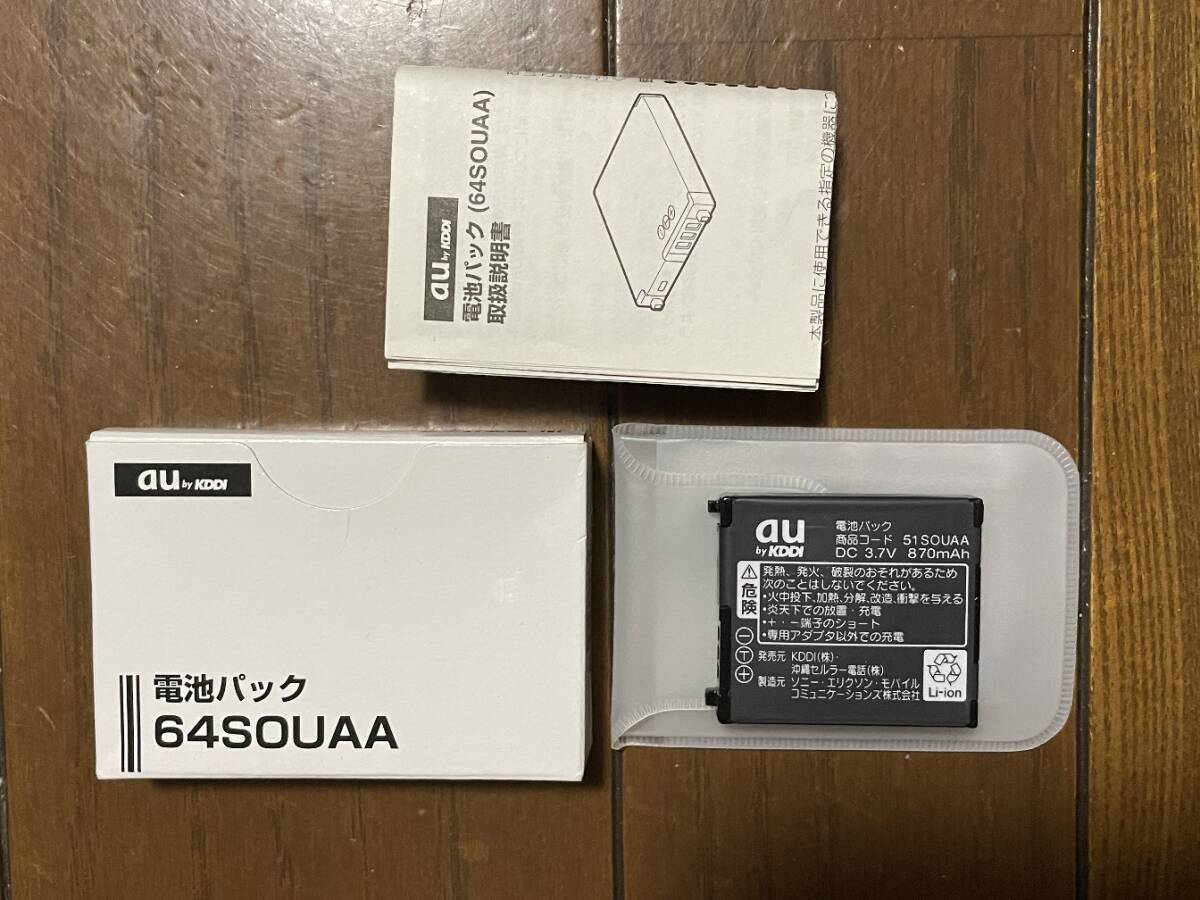 au by KDDI
電池パック (64SOUAA)
取扱説明書
本製品に使用できる指定の機器に
au by KDDI
電池パック
64SOUAA
au by KDDI
電池パック
商品コード 51SOUAA
DC 3.7V 870mAh
危険
発熱、発火、破裂のおそれがあるため
次のことはしないでください。
・火中投下、加熱、分解、改造、衝撃を与える
・炎天下での放置・充電
・+・-端子のショート
・専用アダプタ以外での充電
− T +
発売元 KDDI(株)・
沖縄セルラー電話(株)
製造元 ソニー・エリクソン・モバイル
コミュニケーションズ株式会社
Li-ion